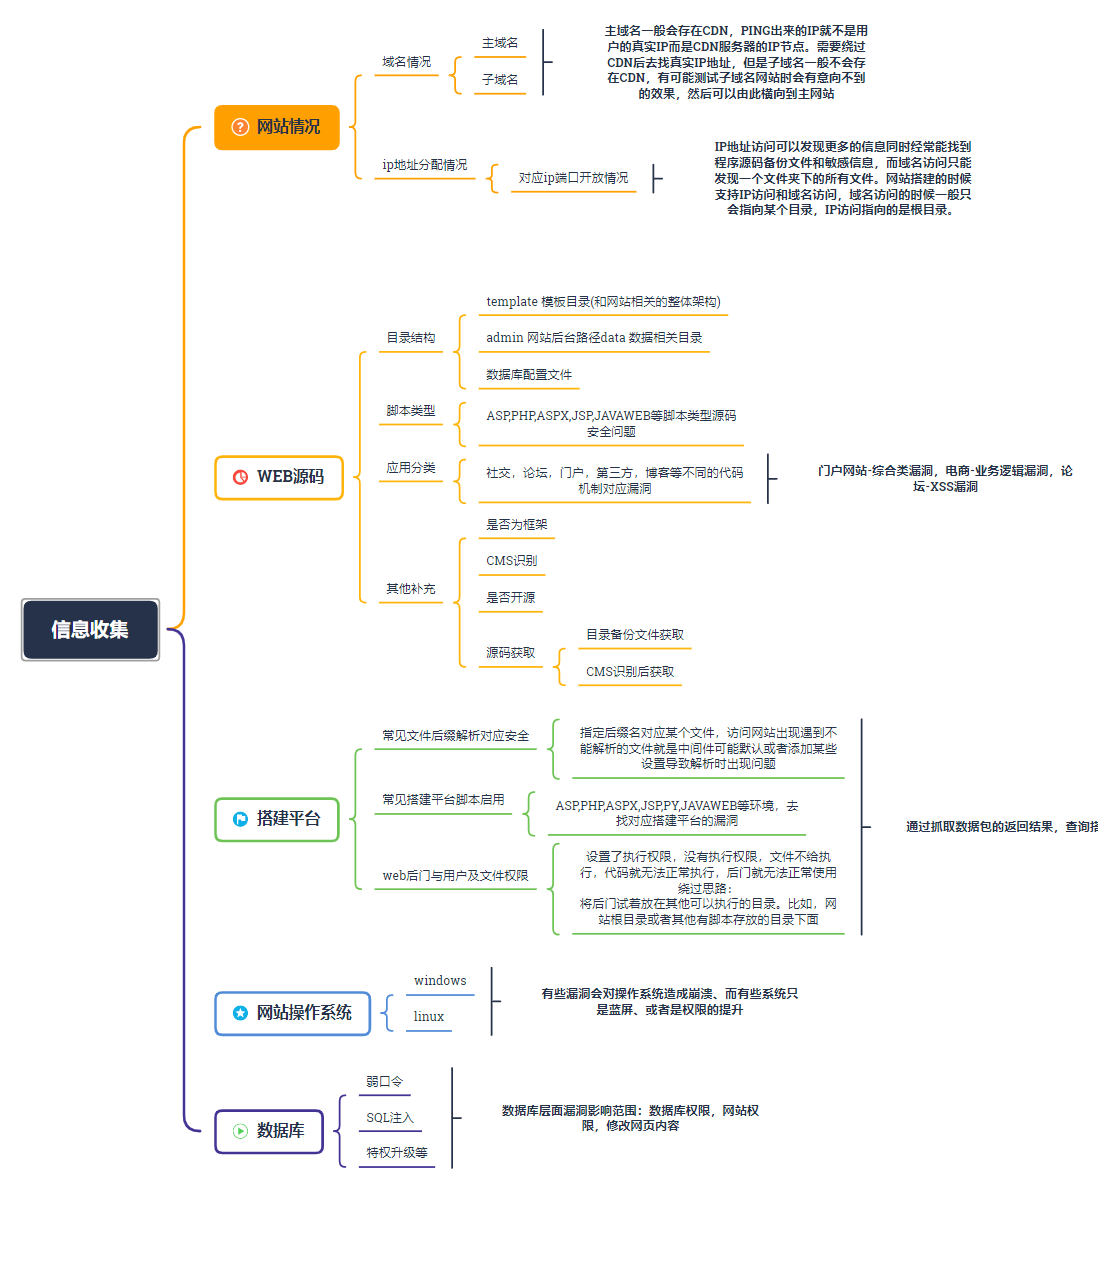 信息收集
网站情况
域名情况
主域名
子域名
主域名一般会存在CDN，PING出来的IP就不是用
户的真实IP而是CDN服务器的IP节点。需要绕过
CDN后去找真实IP地址，但是子域名一般不会存
在CDN，有可能测试子域名网站时会有意向不到
的效果，然后可以由此横向到主网站
ip地址分配情况
对应ip端口开放情况
IP地址访问可以发现更多的信息同时经常能找到
程序源码备份文件和敏感信息，而域名访问只能
发现一个文件夹下的所有文件。网站搭建的时候
支持IP访问和域名访问，域名访问的时候一般只
会指向某个目录，IP访问指向的是根目录。
WEB源码
目录结构
template 模板目录(和网站相关的整体架构)
admin 网站后台路径data 数据相关目录
数据库配置文件
脚本类型
ASP,PHP,ASPX,JSP,JAVAWEB等脚本类型源码
安全问题
应用分类
社交，论坛，门户，第三方，博客等不同的代码
机制对应漏洞
门户网站-综合类漏洞，电商-业务逻辑漏洞，论
坛-XSS漏洞
其他补充
是否为框架
CMS识别
是否开源
源码获取
目录备份文件获取
CMS识别后获取
搭建平台
常见文件后缀解析对应安全
指定后缀名对应某个文件，访问网站出现遇到不
能解析的文件就是中间件可能默认或者添加某些
设置导致解析时出现问题
常见搭建平台脚本启用
ASP,PHP,ASPX,JSP,PY,JAVAWEB等环境，去
找对应搭建平台的漏洞
web后门与用户及文件权限
设置了执行权限，没有执行权限，文件不给执
行，代码就无法正常执行，后门就无法正常使用
绕过思路：
将后门试着放在其他可以执行的目录。比如，网
站根目录或者其他有脚本存放的目录下面
通过抓取数据包的返回结果，查询
网站操作系统
windows
linux
有些漏洞会对操作系统造成崩溃、而有些系统只
是蓝屏、或者是权限的提升
数据库
弱口令
SQL注入
特权升级等
数据库层面漏洞影响范围：数据库权限，网站权
限，修改网页内容